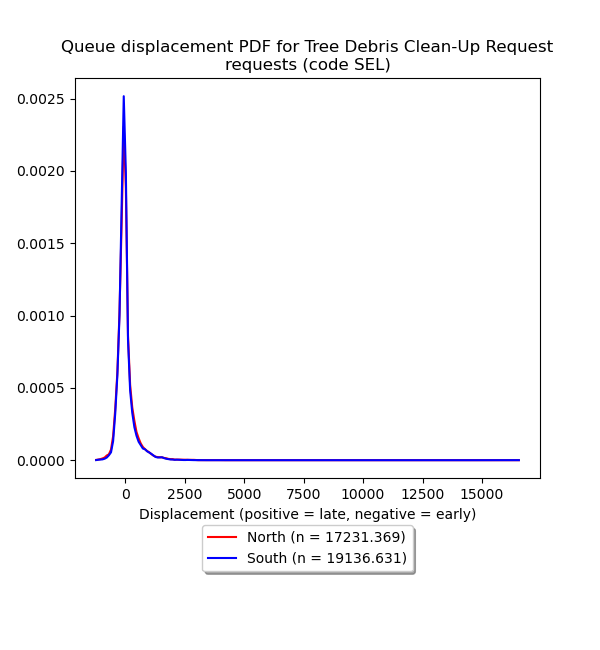 Queue displacement PDF for Tree Debris Clean-Up Request
requests (code SEL)
0.0025
0.0020
0.0015
0.0010
0.0005
0.0000
0 2500 5000 7500 10000 12500 15000
Displacement (positive = late, negative = early)
North (n = 17231.369)
South (n = 19136.631)